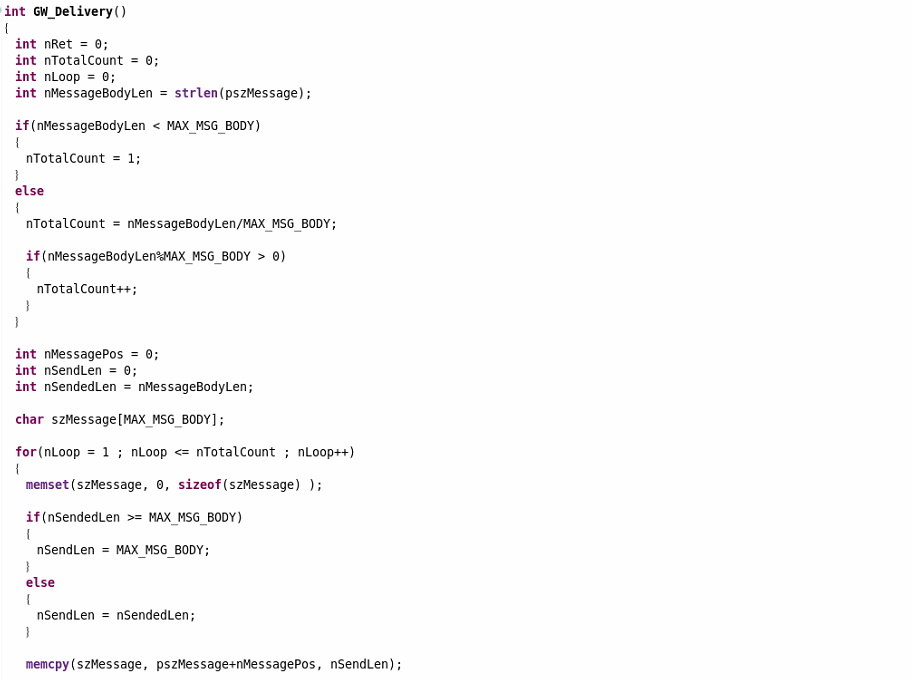 int GW_Delivery()
{
int nRet = 0;
int nTotalCount = 0;
int nLoop = 0;
int nMessageBodyLen = strlen(pszMessage);
if(nMessageBodyLen < MAX_MSG_BODY)
{
nTotalCount = 1;
}
else
{
nTotalCount = nMessageBodyLen/MAX_MSG_BODY;
if(nMessageBodyLen%MAX_MSG_BODY > 0)
{
nTotalCount++;
}
}
int nMessagePos = 0;
int nSendLen = 0;
int nSendedLen = nMessageBodyLen;
char szMessage[MAX_MSG_BODY];
for(nLoop = 1 ; nLoop <= nTotalCount ; nLoop++)
{
memset(szMessage, 0, sizeof(szMessage) );
if(nSendedLen >= MAX_MSG_BODY)
{
nSendLen = MAX_MSG_BODY;
}
else
{
nSendLen = nSendedLen;
}
memcpy(szMessage, pszMessage+nMessagePos, nSendLen);